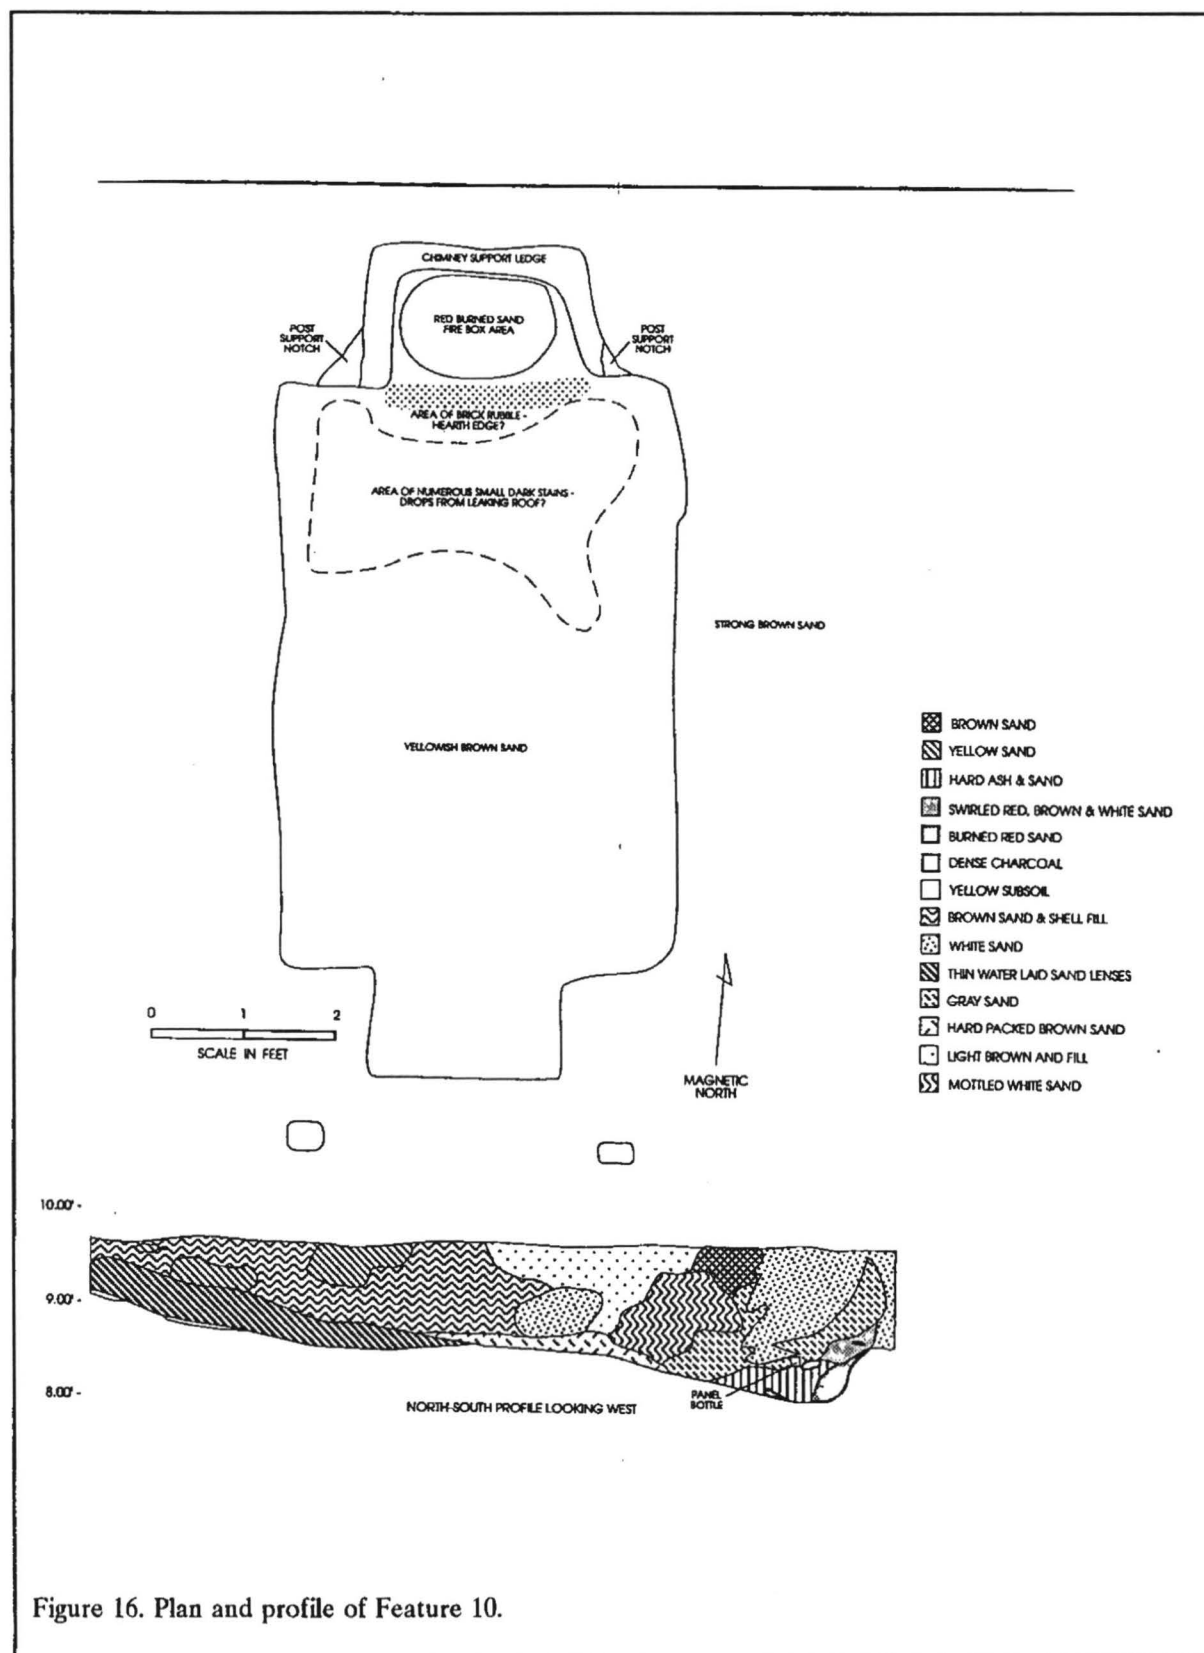 CHIMNEY SUPPORT LEDGE
RED BURNED SAND
FIRE BOX AREA
POST
SUPPORT
NOTCH
POST
SUPPORT
NOTCH
AREA OF BRICK RUBBLE -
HEARTH EDGE?
AREA OF NUMEROUS SMALL DARK STAINS -
DROPS FROM LEAKING ROOF?
STRONG BROWN SAND
YELLOWISH BROWN SAND
BROWN SAND
YELLOW SAND
HARD ASH & SAND
SWIRLED RED, BROWN & WHITE SAND
BURNED RED SAND
DENSE CHARCOAL
YELLOW SUBSOIL
BROWN SAND & SHELL FILL
WHITE SAND
THIN WATER LAID SAND LENSES
GRAY SAND
HARD PACKED BROWN SAND
LIGHT BROWN AND FILL
MOTTLED WHITE SAND
0 1 2
SCALE IN FEET
MAGNETIC
NORTH
10.00' -
9.00' -
8.00' -
PANEL
BOTTLE
NORTH-SOUTH PROFILE LOOKING WEST
Figure 16. Plan and profile of Feature 10.